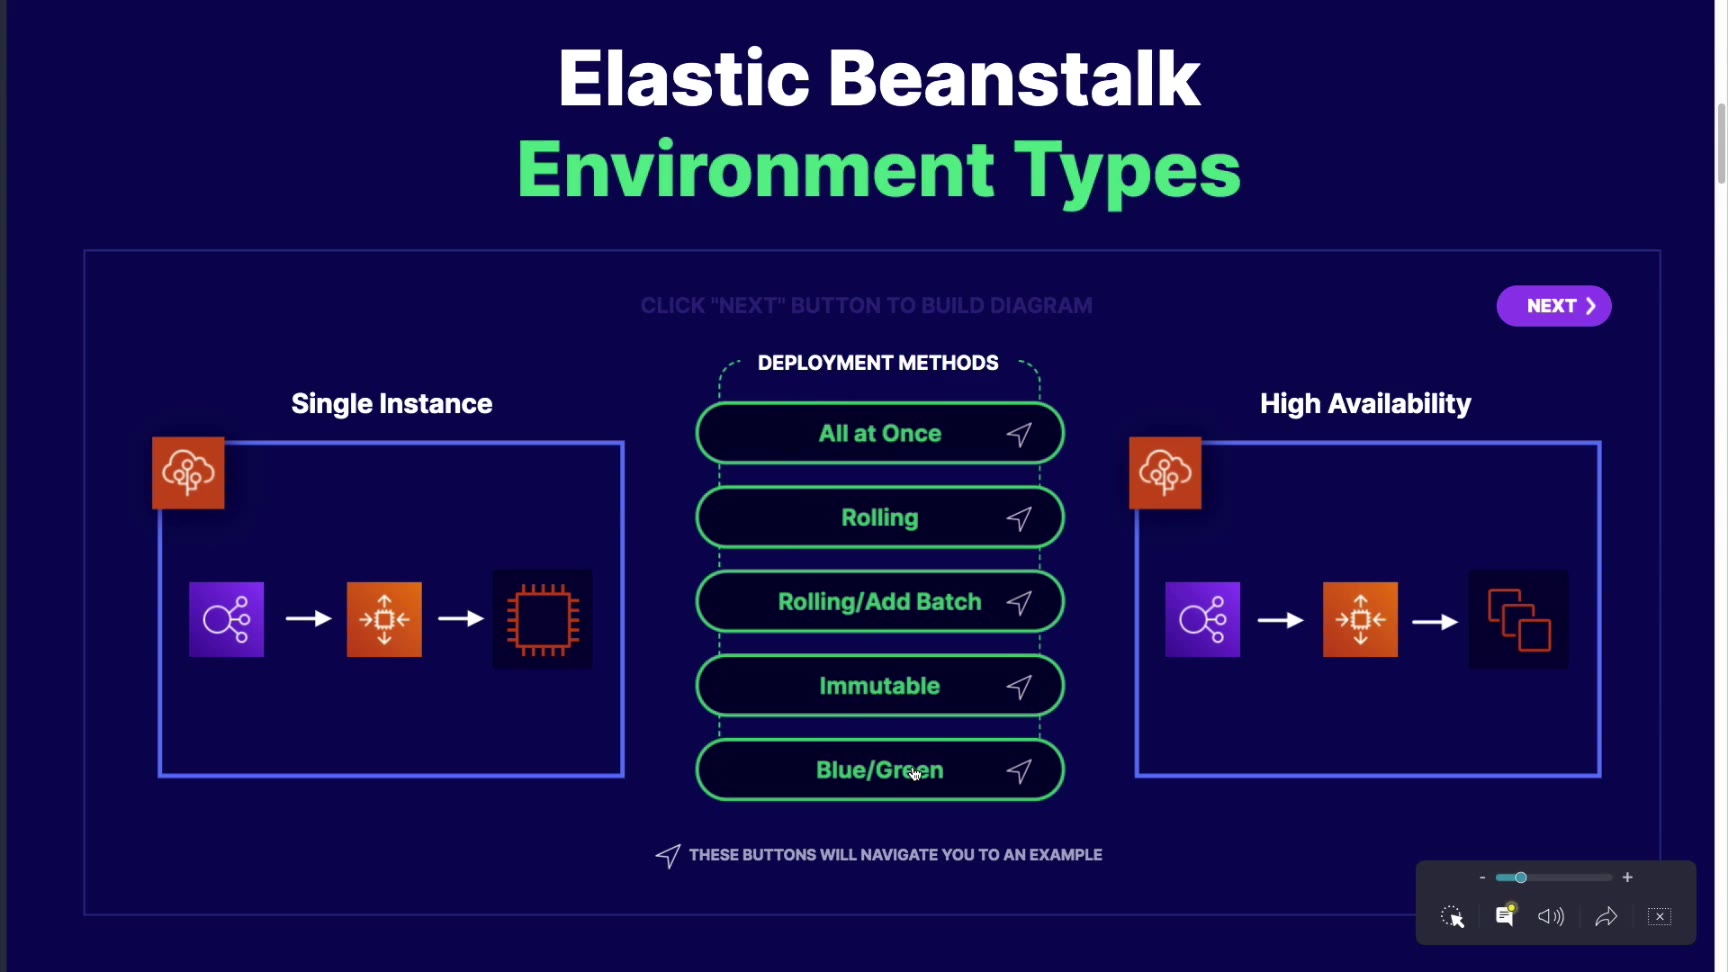 Elastic Beanstalk
Environment Types
CLICK "NEXT" BUTTON TO BUILD DIAGRAM
NEXT
DEPLOYMENT METHODS
Single Instance
High Availability
All at Once
Rolling
Rolling/Add Batch
Immutable
Blue/Green
THESE BUTTONS WILL NAVIGATE YOU TO AN EXAMPLE